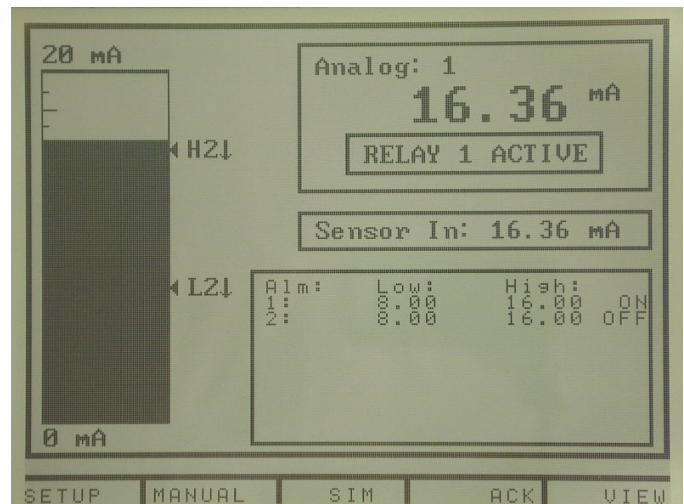 20 mA
Analog: 1
16.36 mA
RELAY 1 ACTIVE
H2↓
Sensor In: 16.36 mA
L2↓
Alm: Low: High:
1: 8.00 16.00 ON
2: 8.00 16.00 OFF
0 mA
SETUP MANUAL SIM ACK VIEW